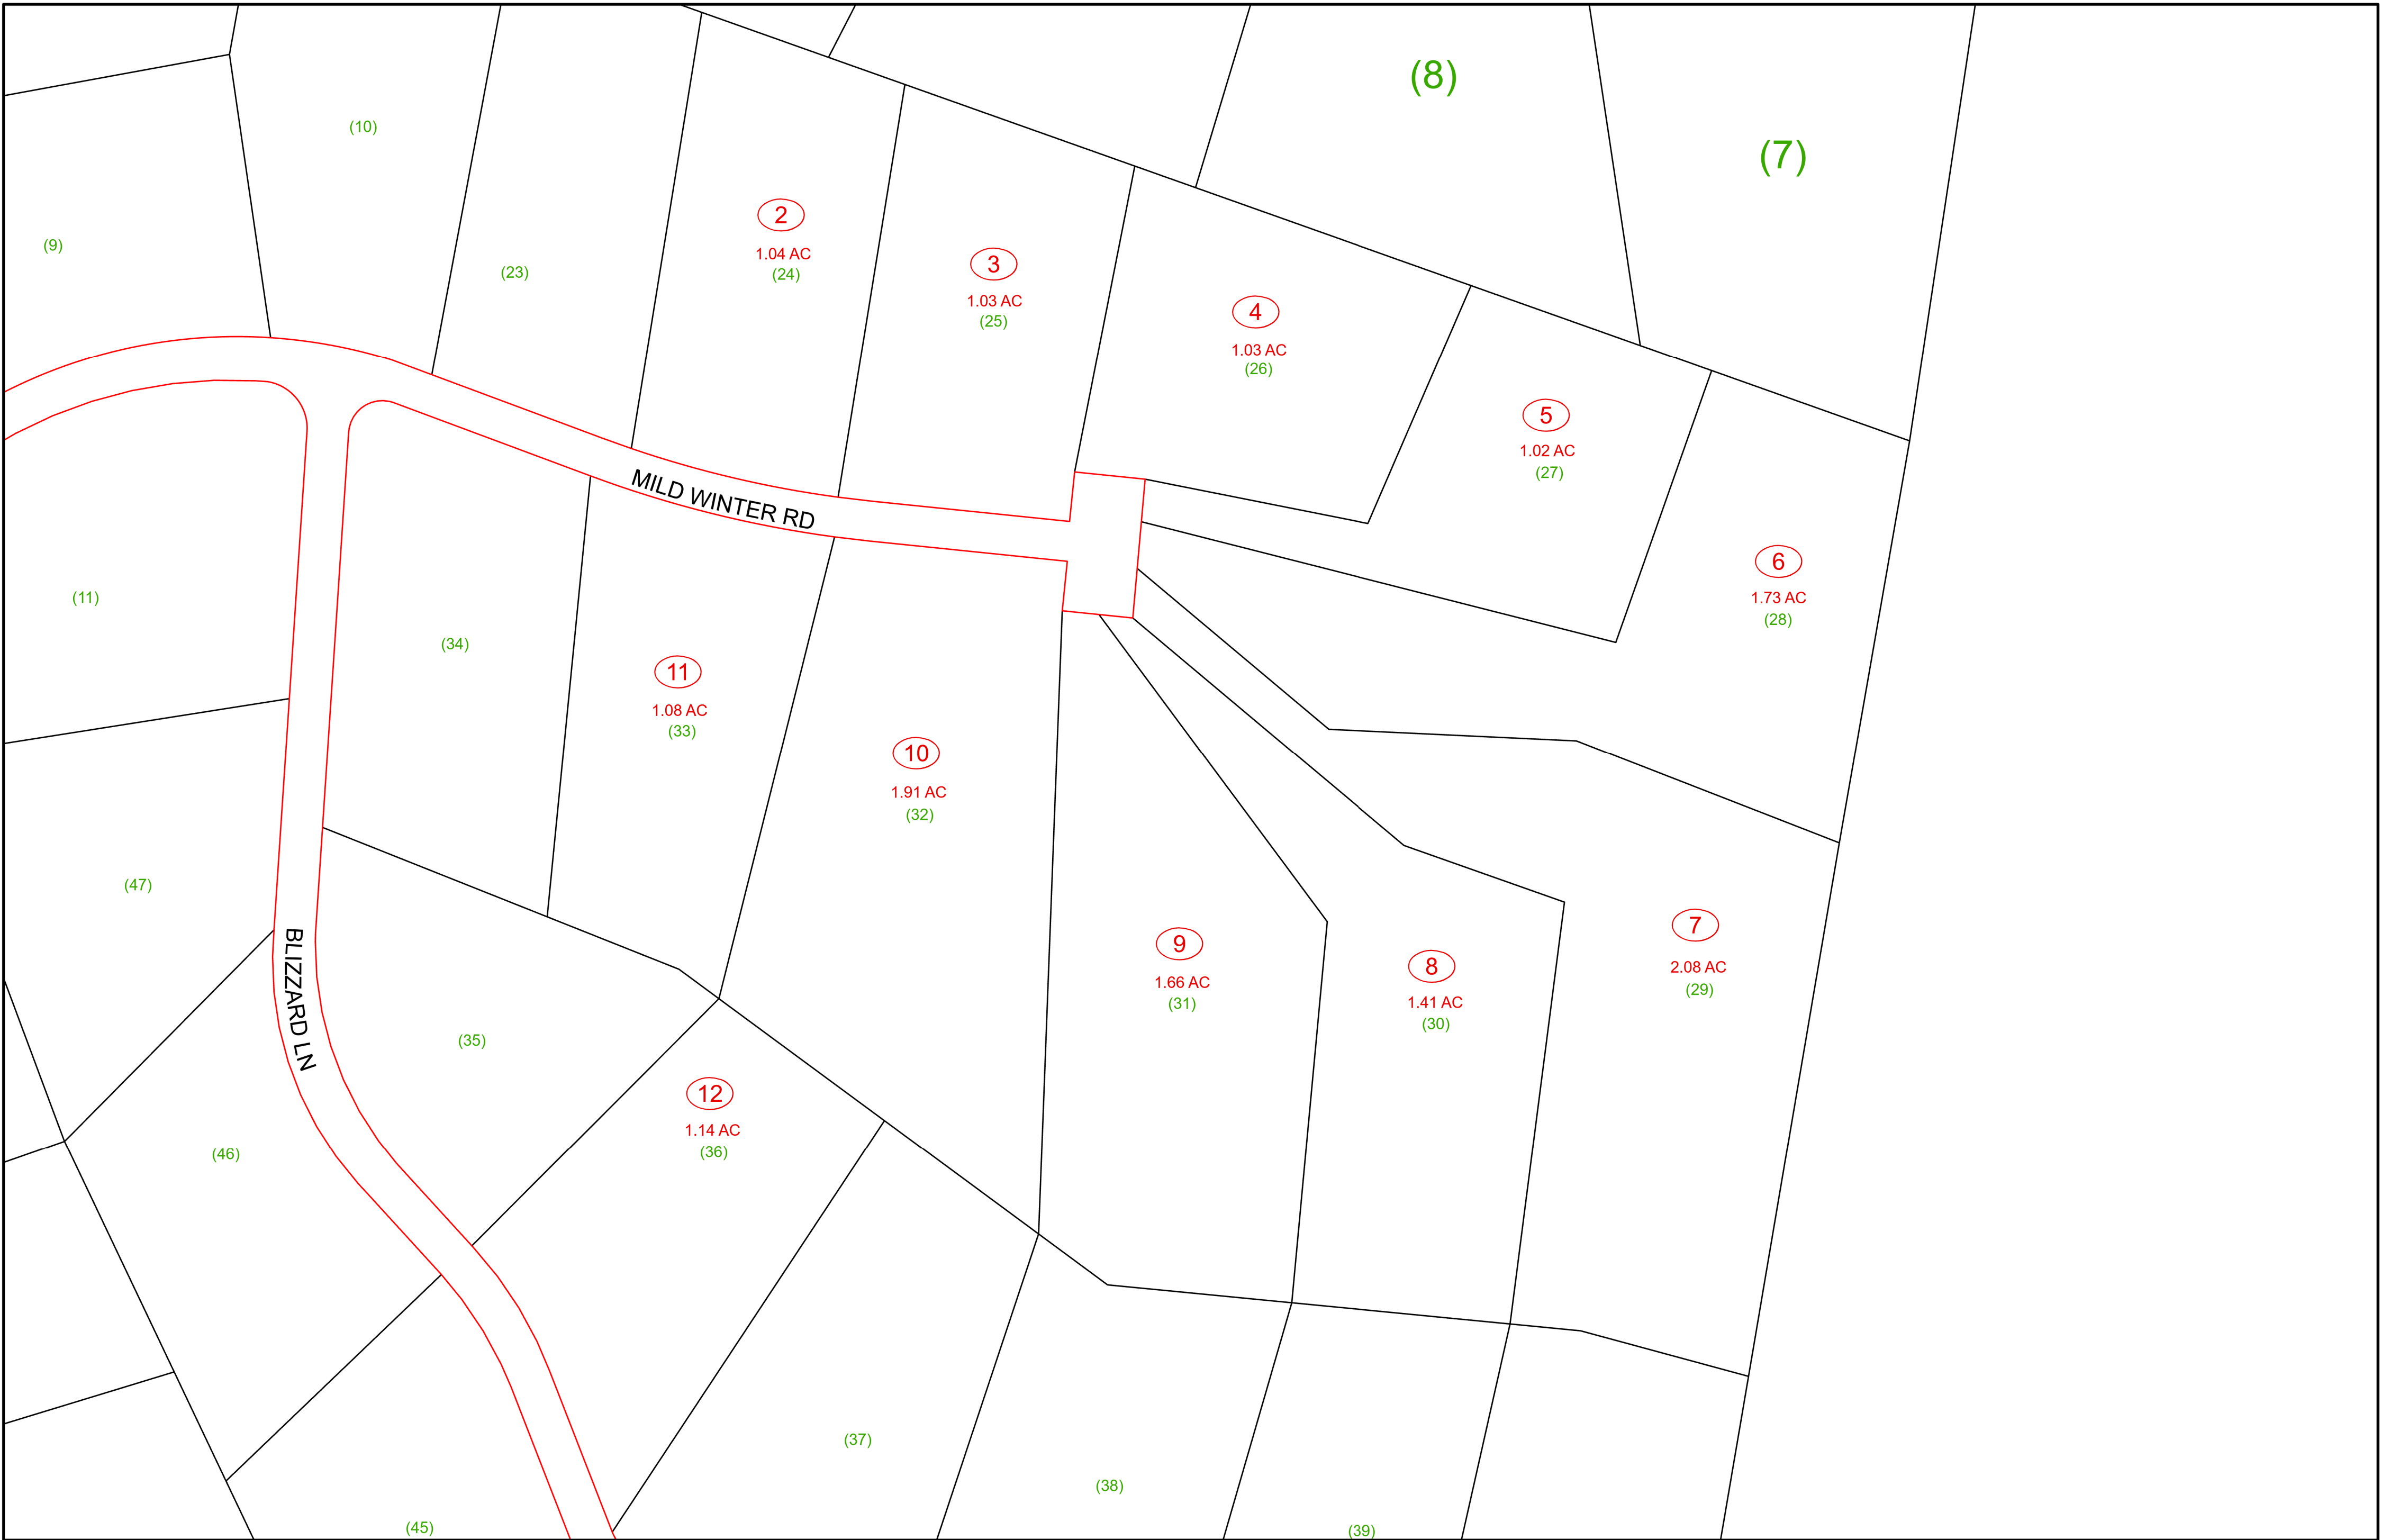 (8)
(7)
(10)
(9)
(23)
2
1.04 AC
(24)
3
1.03 AC
(25)
4
1.03 AC
(26)
5
1.02 AC
(27)
6
1.73 AC
(28)
MILD WINTER RD
(11)
(34)
11
1.08 AC
(33)
10
1.91 AC
(32)
(47)
9
1.66 AC
(31)
8
1.41 AC
(30)
7
2.08 AC
(29)
BLIZZARD LN
(35)
12
1.14 AC
(36)
(46)
(37)
(38)
(45)
(39)